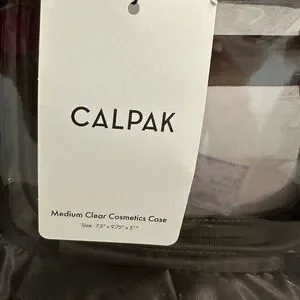 CALPAK
Medium Clear Cosmetics Case
Size: 7.5" x 9.75" x 5"